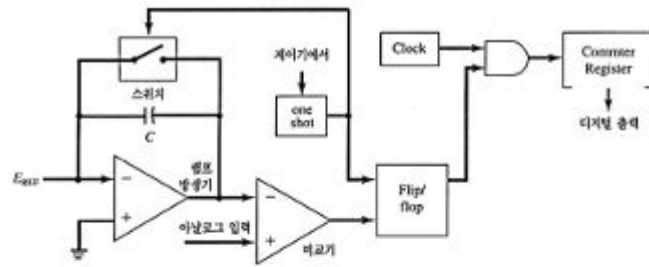 스위치
C
E_REF
램프
발생기
제어기에서
one
shot
아날로그 입력
비교기
Flip/
flop
Clock
Commter
Register
디지털 출력